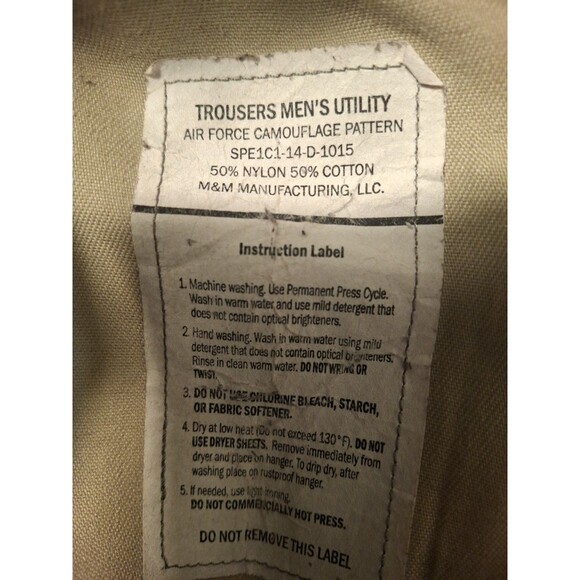 TROUSERS MEN'S UTILITY
AIR FORCE CAMOUFLAGE PATTERN
SPE1C1-14-D-1015
50% NYLON 50% COTTON
M&M MANUFACTURING, LLC.
Instruction Label
1. Machine washing. Use Permanent Press Cycle.
Wash in warm water and use mild detergent that
does not contain optical brighteners.
2. Hand washing. Wash in warm water using mild
detergent that does not contain optical brighteners.
Rinse in clean warm water. DO NOT WRING OR
TWIST.
3. DO NOT USE CHLORINE BLEACH, STARCH,
OR FABRIC SOFTENER.
4. Dry at low heat (Do not exceed 130°F). DO NOT
USE DRYER SHEETS. Remove immediately from
dryer and place on hanger. To drip dry, after
washing place on rustproof hanger.
5. If needed, use light ironing.
DO NOT COMMERCIALLY HOT PRESS.
DO NOT REMOVE THIS LABEL